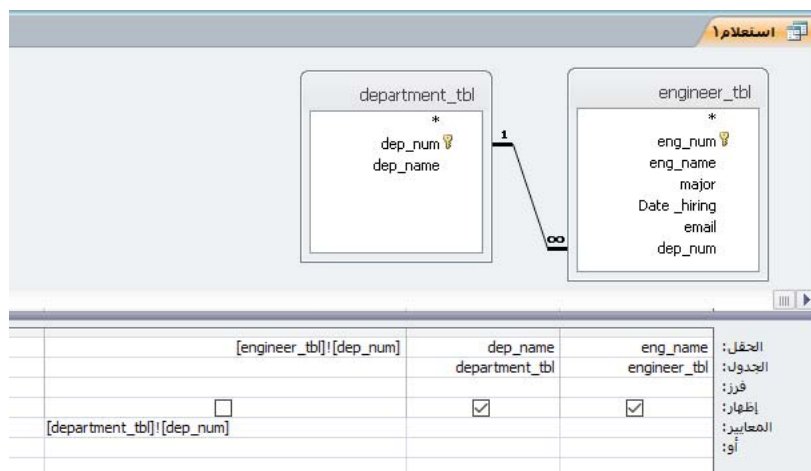 استعلام١
engineer_tbl
*
eng_num
eng_name
major
Date _hiring
email
dep_num
department_tbl
*
dep_num
dep_name
1
∞
الحقل: eng_name dep_name [engineer_tbl]![dep_num]
الجدول: engineer_tbl department_tbl
فرز:
إظهار:
المعايير: [department_tbl]![dep_num]
أو: